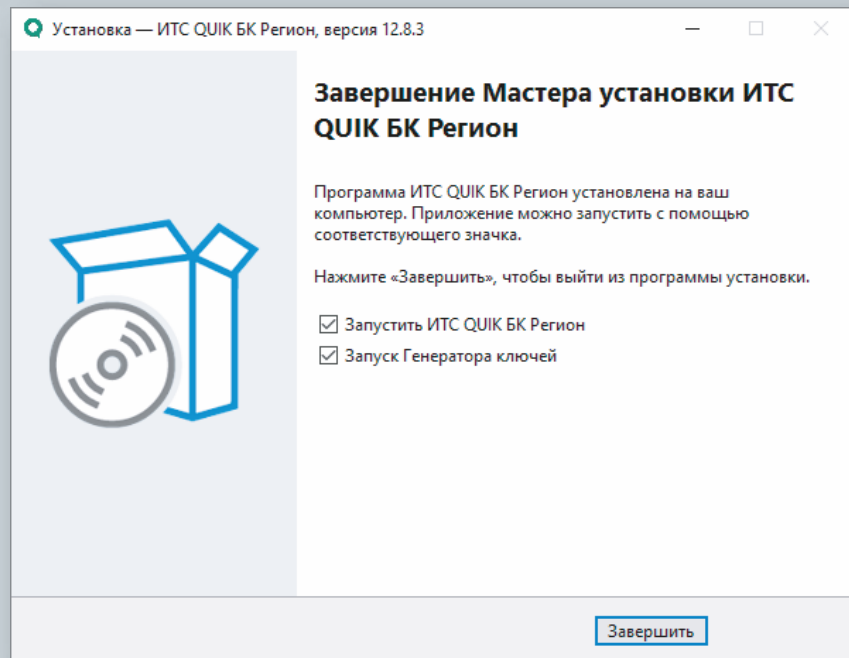 Установка — ИТС QUIK БК Регион, версия 12.8.3
Завершение Мастера установки ИТС
QUIK БК Регион
Программа ИТС QUIK БК Регион установлена на ваш
компьютер. Приложение можно запустить с помощью
соответствующего значка.
Нажмите «Завершить», чтобы выйти из программы установки.
Запустить ИТС QUIK БК Регион
Запуск Генератора ключей
Завершить